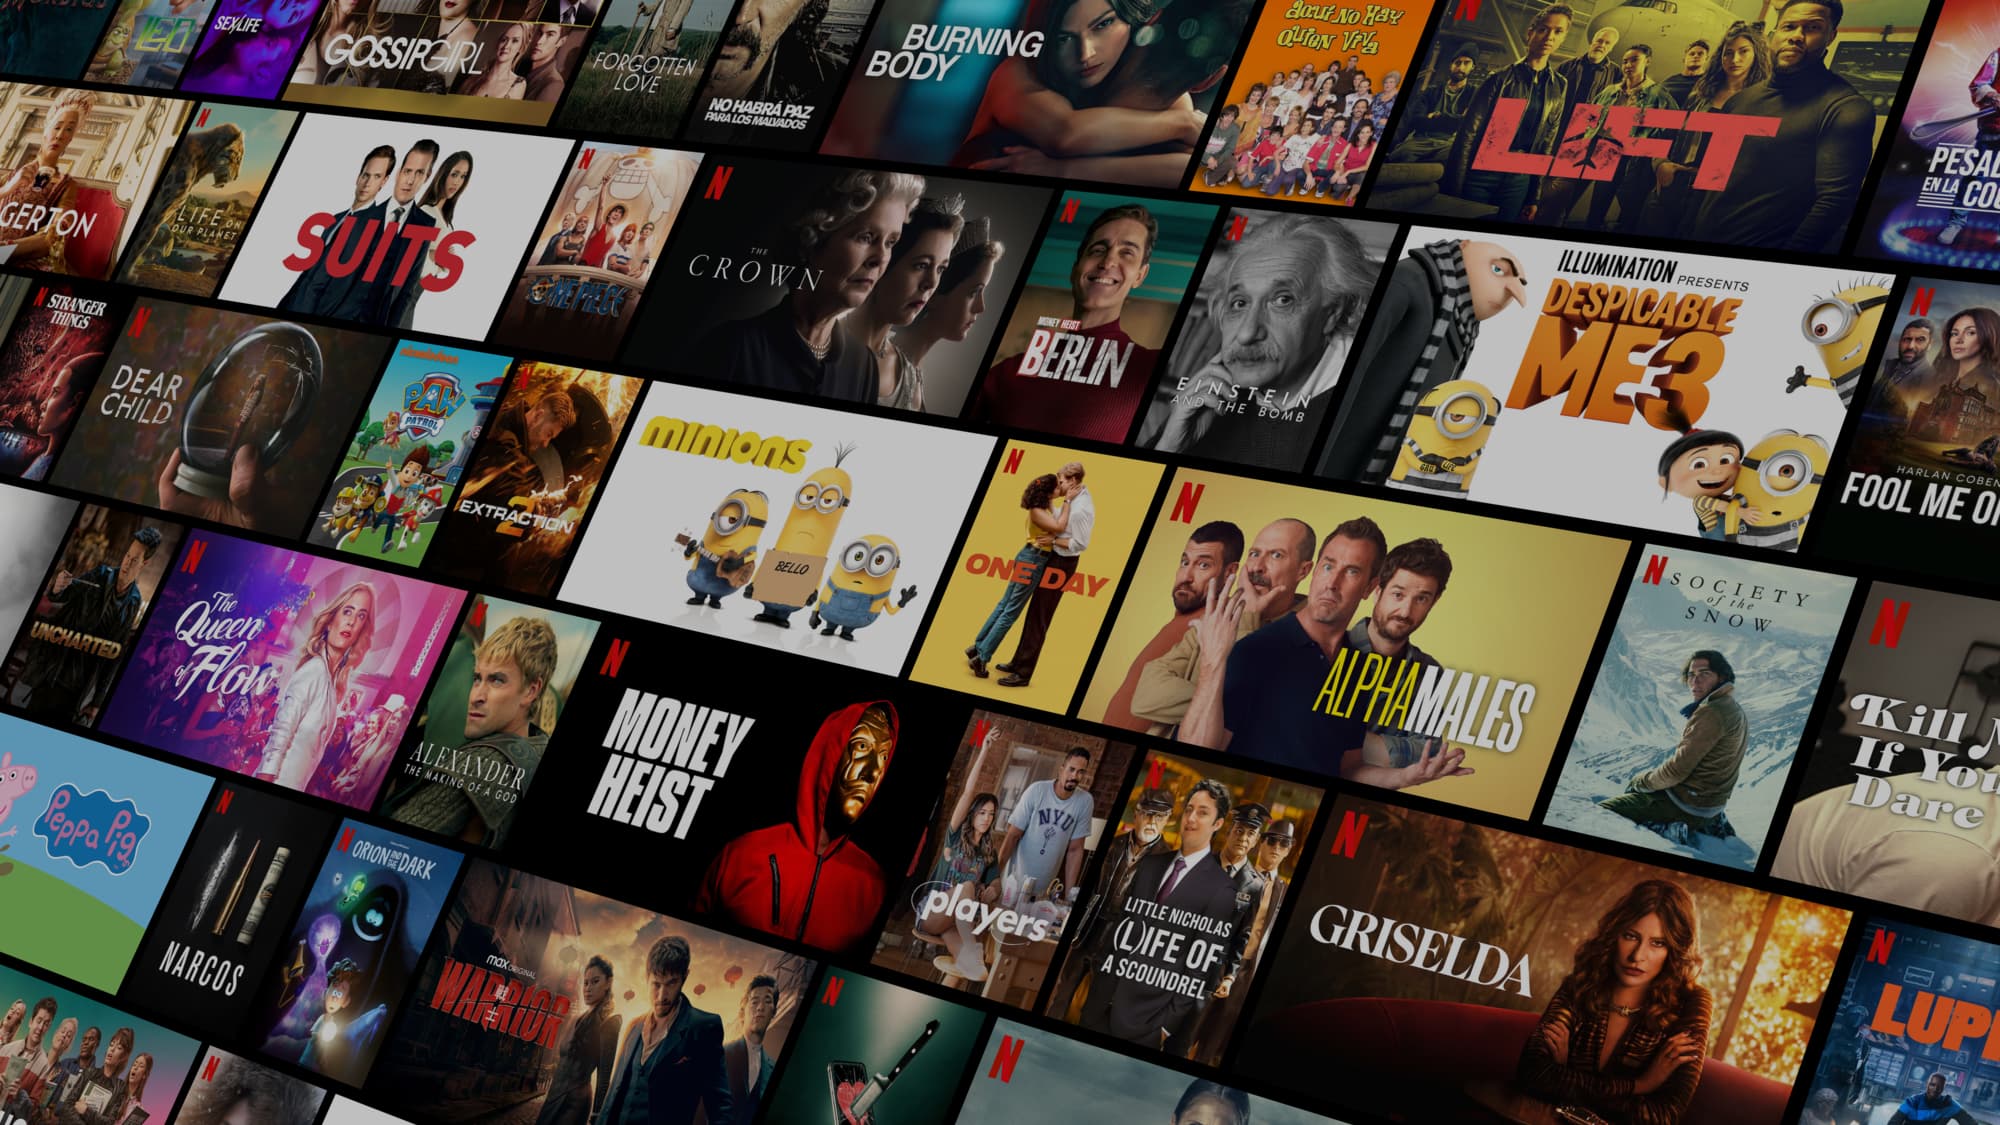 LEO
SEX/LIFE
GOSSIP GIRL
FORGOTTEN
LOVE
NO HABRÁ PAZ
PARA LOS MALVADOS
BURNING
BODY
AQUÍ NO HAY
QUIEN VIVA
N
LIFT
PESAD
EN LA
COC
GERTON
N
LIFE ON
OUR PLANET
SUITS
N
ONE PIECE
N
THE
CROWN
N
MONEY HEIST
BERLIN
N
EINSTEIN
AND THE BOMB
ILLUMINATION PRESENTS
DESPICABLE
ME 3
N
HARLAN COBEN
FOOL ME ON
N
STRANGER
THINGS
N
DEAR
CHILD
nickelodeon
PAW
PATROL
N
EXTRACTION
2
MINIONS
BELLO
N
ONE DAY
N
ALPHAMALES
N
SOCIETY
of the
SNOW
N
Kill M
If You
Dare
UNCHARTED
N
The
Queen
of
Flow
N
ALEXANDER
THE MAKING OF A GOD
N
MONEY
HEIST
N
NYU
players
N
LITTLE NICHOLAS
(L)IFE OF
A SCOUNDREL
N
GRISELDA
N
LUPI
Peppa Pig
N
NARCOS
N
ORION AND THE DARK
max ORIGINAL
WARRIOR
N
N
N